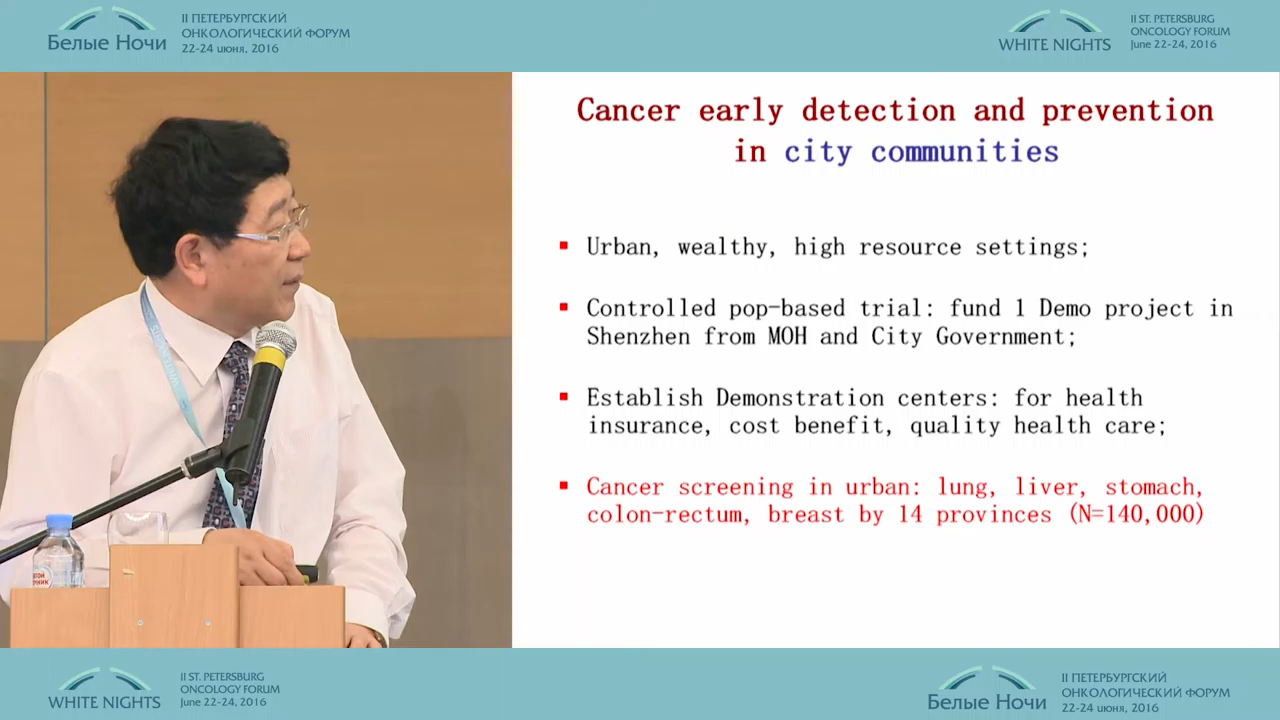 Белые Ночи
II ПЕТЕРБУРГСКИЙ
ОНКОЛОГИЧЕСКИЙ ФОРУМ
22-24 июня, 2016
WHITE NIGHTS
II ST. PETERSBURG
ONCOLOGY FORUM
June 22-24, 2016
Cancer early detection and prevention
in city communities
Urban, wealthy, high resource settings;
Controlled pop-based trial: fund 1 Demo project in
Shenzhen from MOH and City Government;
Establish Demonstration centers: for health
insurance, cost benefit, quality health care;
Cancer screening in urban: lung, liver, stomach,
colon-rectum, breast by 14 provinces (N=140,000)
WHITE NIGHTS
II ST. PETERSBURG
ONCOLOGY FORUM
June 22-24, 2016
Белые Ночи
II ПЕТЕРБУРГСКИЙ
ОНКОЛОГИЧЕСКИЙ ФОРУМ
22-24 июня, 2016